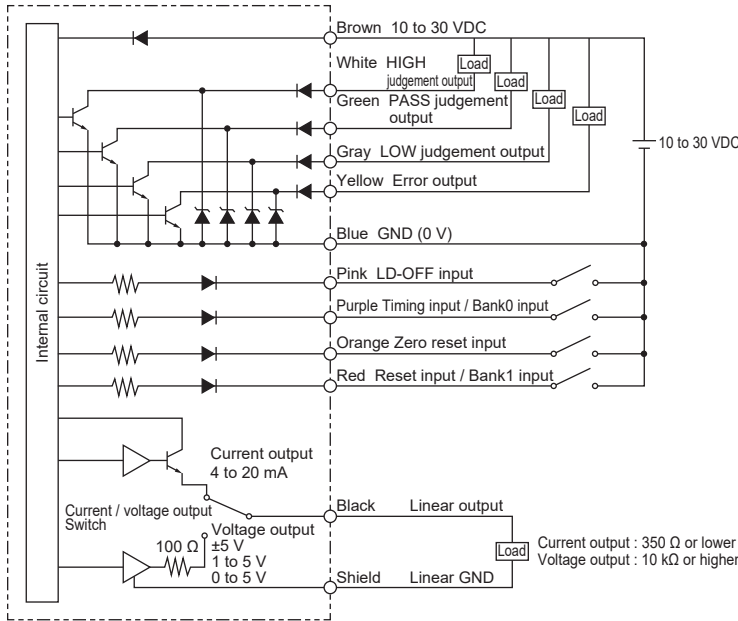 Brown 10 to 30 VDC
White HIGH
judgement output
Load
Green PASS judgement
output
Load
Load
Load
10 to 30 VDC
Gray LOW judgement output
Yellow Error output
Blue GND (0 V)
Internal circuit
Pink LD-OFF input
Purple Timing input / Bank0 input
Orange Zero reset input
Red Reset input / Bank1 input
Current output
4 to 20 mA
Current / voltage output
Switch
Black Linear output
Voltage output
±5 V
1 to 5 V
0 to 5 V
100 Ω
Load
Current output : 350 Ω or lower
Voltage output : 10 kΩ or higher
Shield Linear GND